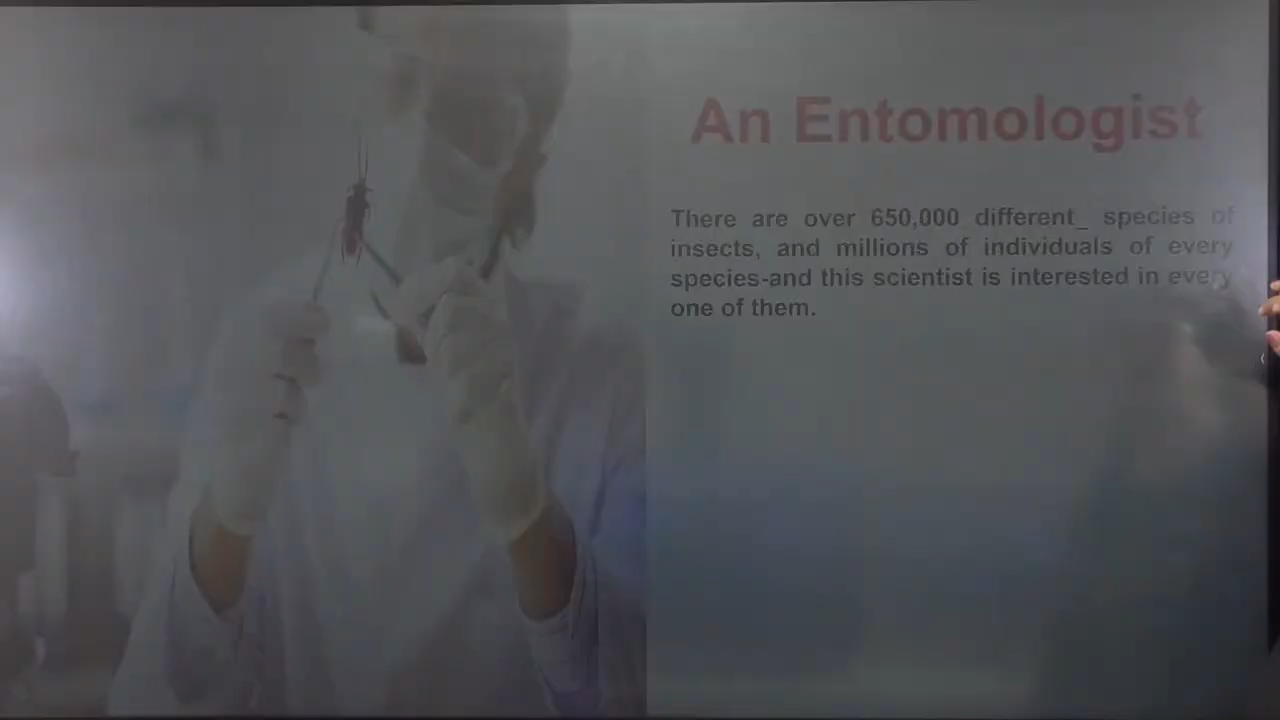 An Entomologist
There are over 650,000 different_ species of
insects, and millions of individuals of every
species-and this scientist is interested in every
one of them.